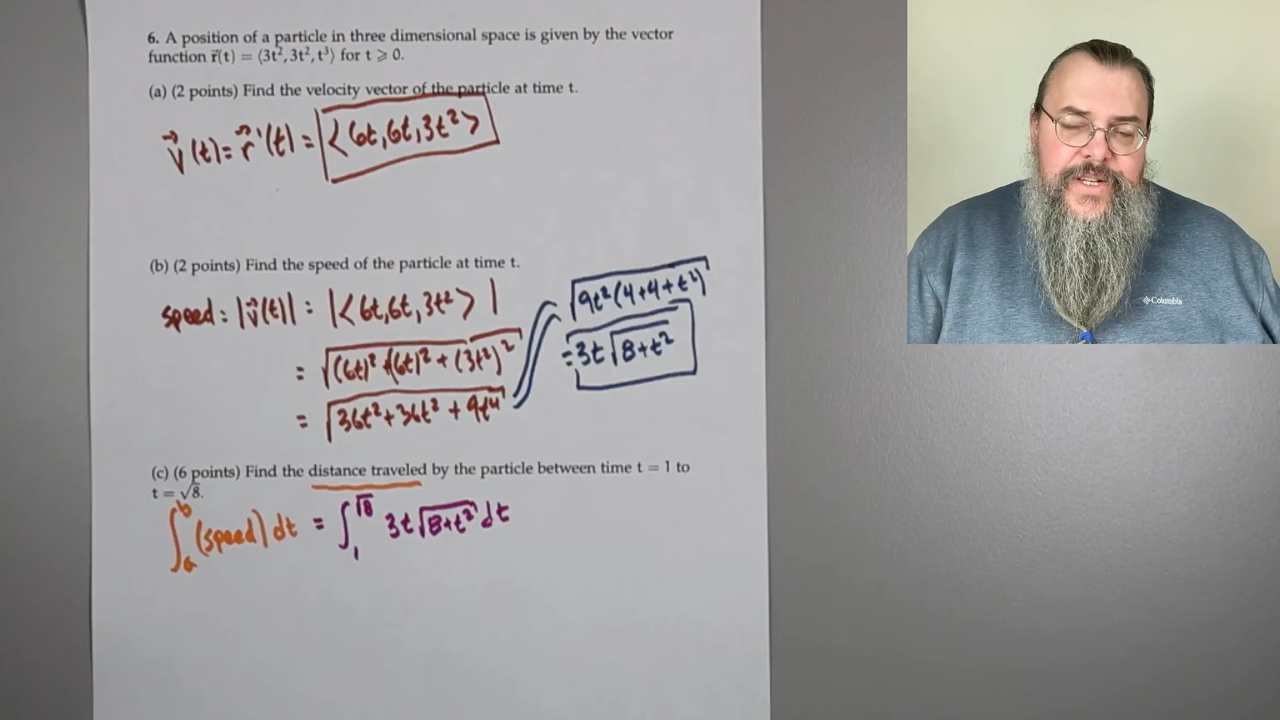 6. A position of a particle in three dimensional space is given by the vector
function r⃗(t) = ⟨3t², 3t², t³⟩ for t ⩾ 0.
(a) (2 points) Find the velocity vector of the particle at time t.
v⃗(t) = r⃗'(t) = <6t, 6t, 3t²>
(b) (2 points) Find the speed of the particle at time t.
speed: |v⃗(t)| = |<6t, 6t, 3t²>|
= √((6t)² + (6t)² + (3t²)²)
= √(36t² + 36t² + 9t⁴)
√(9t²(4+4+t²))
= 3t√(8+t²)
(c) (6 points) Find the distance traveled by the particle between time t = 1 to
t = √8.
∫ₐᵇ (speed) dt = ∫₁^√8 3t√(8+t²) dt
Columbia